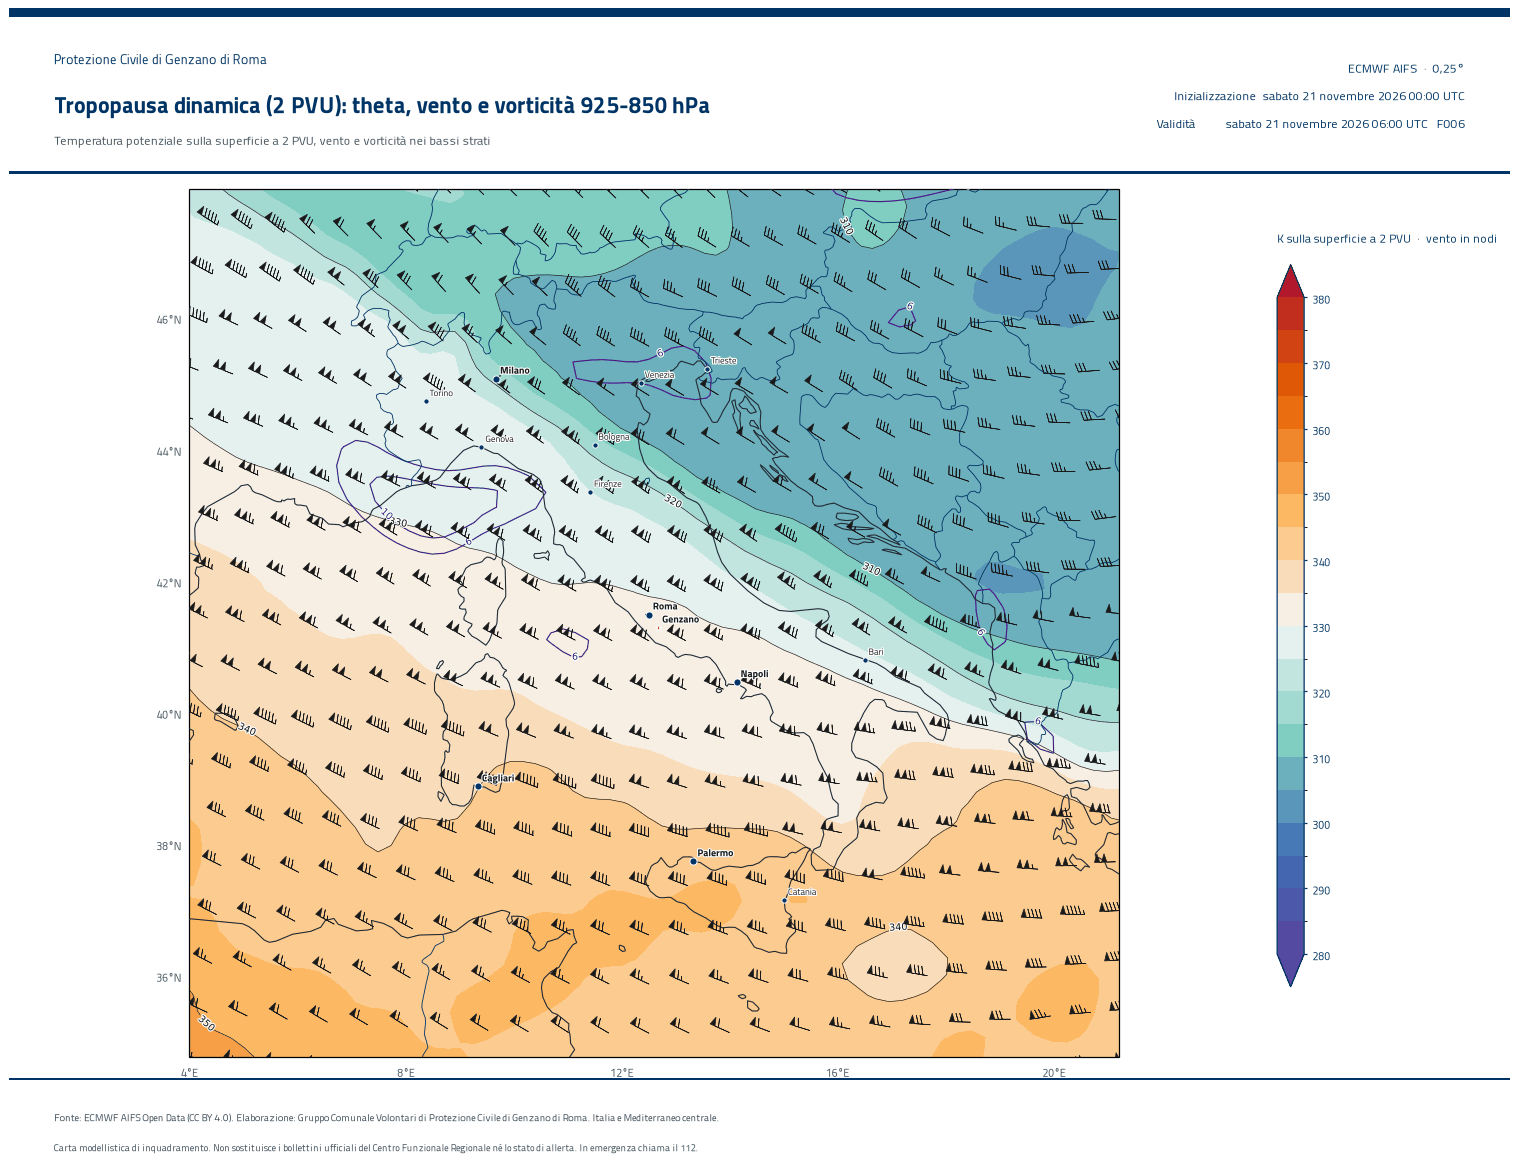 Protezione Civile di Genzano di Roma
Tropopausa dinamica (2 PVU): theta, vento e vorticità 925-850 hPa
Temperatura potenziale sulla superficie a 2 PVU, vento e vorticità nei bassi strati
ECMWF AIFS · 0,25°
Inizializzazione sabato 21 novembre 2026 00:00 UTC
Validità sabato 21 novembre 2026 06:00 UTC F006
K sulla superficie a 2 PVU · vento in nodi
380
370
360
350
340
330
320
310
300
290
280
46°N
44°N
42°N
40°N
38°N
36°N
4°E
8°E
12°E
16°E
20°E
310
6
6
Trieste
Venezia
Milano
Torino
Genova
Bologna
Firenze
320
10
330
6
310
Roma
Genzano
6
6
Bari
Napoli
6
340
Cagliari
Palermo
Catania
340
350
Fonte: ECMWF AIFS Open Data (CC BY 4.0). Elaborazione: Gruppo Comunale Volontari di Protezione Civile di Genzano di Roma. Italia e Mediterraneo centrale.
Carta modellistica di inquadramento. Non sostituisce i bollettini ufficiali del Centro Funzionale Regionale né lo stato di allerta. In emergenza chiama il 112.